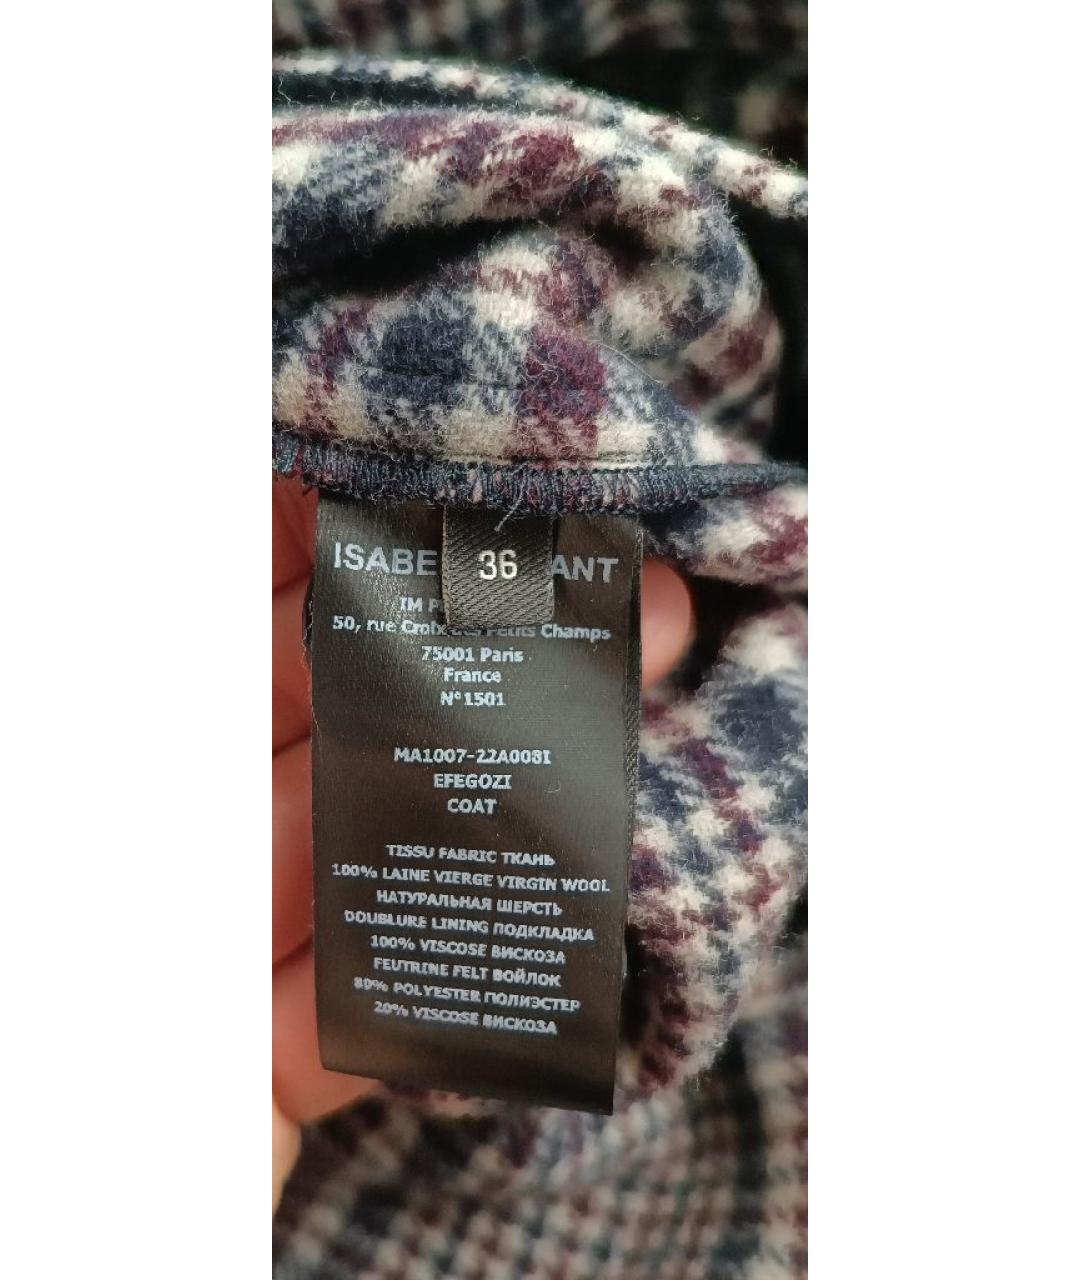 ISABE
36
ANT
IM P
50, rue Croix des Petits Champs
75001 Paris
France
N°1501
MA1007-22A008I
EFEGOZI
COAT
TISSU FABRIC ТКАНЬ
100% LAINE VIERGE VIRGIN WOOL
НАТУРАЛЬНАЯ ШЕРСТЬ
DOUBLURE LINING ПОДКЛАДКА
100% VISCOSE ВИСКОЗА
FEUTRINE FELT ВОЙЛОК
80% POLYESTER ПОЛИЭСТЕР
20% VISCOSE ВИСКОЗА